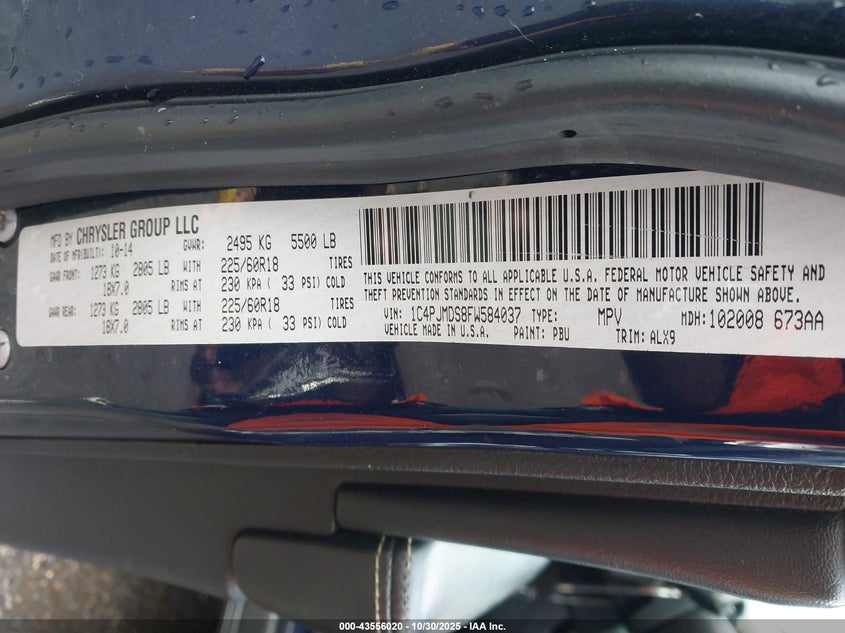 MFD BY CHRYSLER GROUP LLC
DATE OF MFR(BUILT): 10-14 GVWR: 2495 KG 5500 LB
GAWR FRONT: 1273 KG 2805 LB WITH 225/60R18 TIRES
18X7.0 RIMS AT 230 KPA ( 33 PSI) COLD
GAWR REAR: 1273 KG 2805 LB WITH 225/60R18 TIRES
18X7.0 RIMS AT 230 KPA ( 33 PSI) COLD
THIS VEHICLE CONFORMS TO ALL APPLICABLE U.S.A. FEDERAL MOTOR VEHICLE SAFETY AND
THEFT PREVENTION STANDARDS IN EFFECT ON THE DATE OF MANUFACTURE SHOWN ABOVE.
VIN: 1C4PJMDS8FW584037 TYPE: MPV MDH:102008 673AA
VEHICLE MADE IN U.S.A. PAINT: PBU TRIM: ALX9
000-43556020 - 10/30/2025 - IAA Inc.